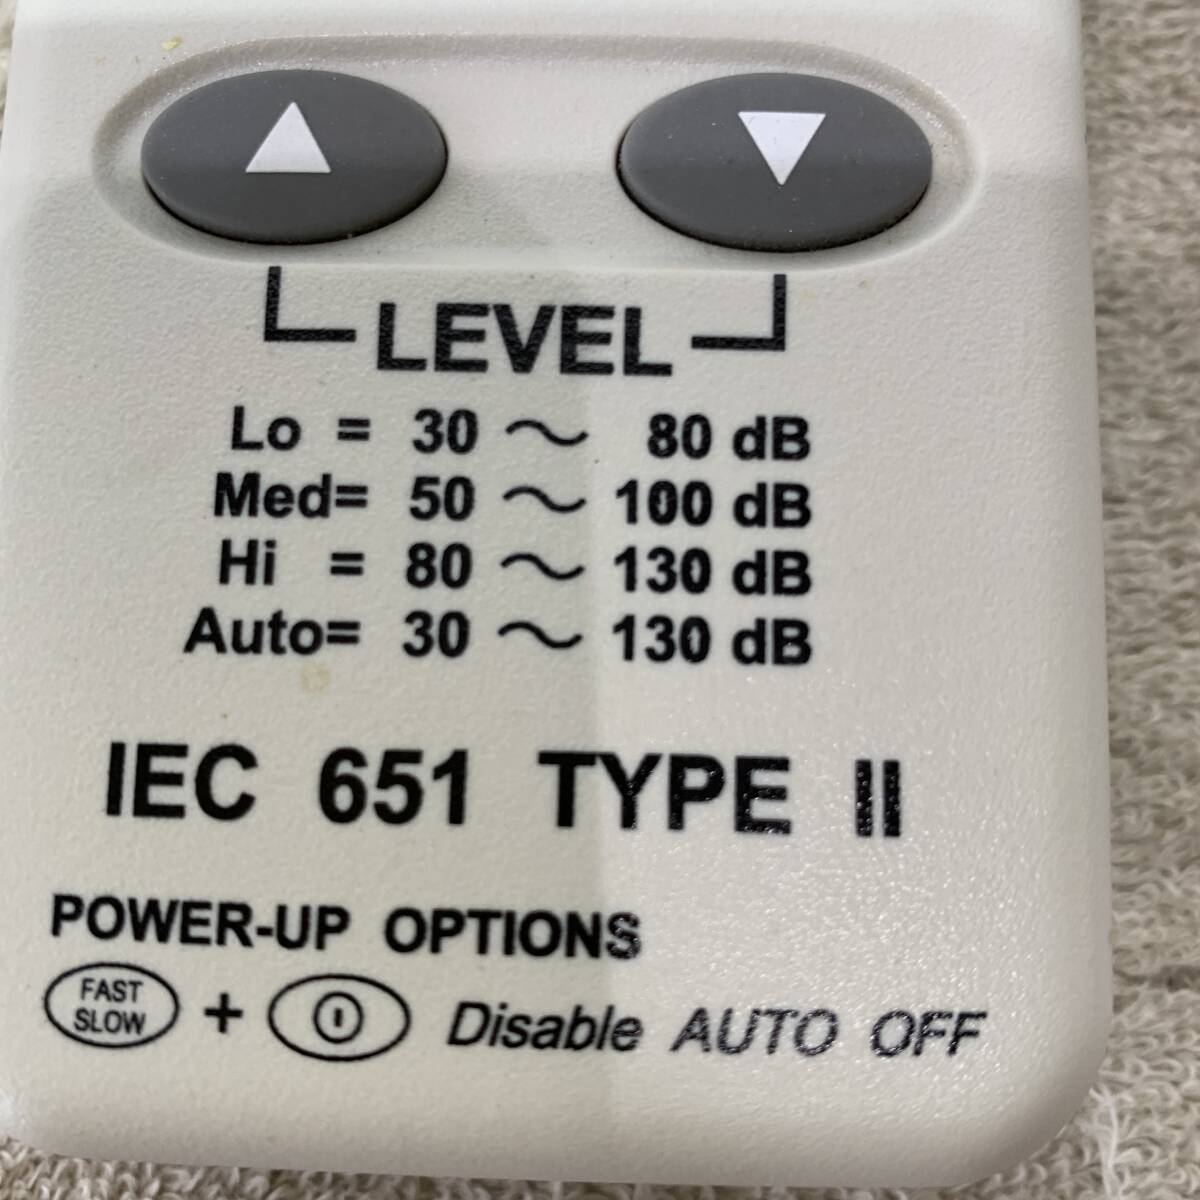 LEVEL
Lo = 30 ～ 80 dB
Med= 50 ～ 100 dB
Hi = 80 ～ 130 dB
Auto= 30 ～ 130 dB
IEC 651 TYPE II
POWER-UP OPTIONS
FAST
SLOW
+ Disable AUTO OFF